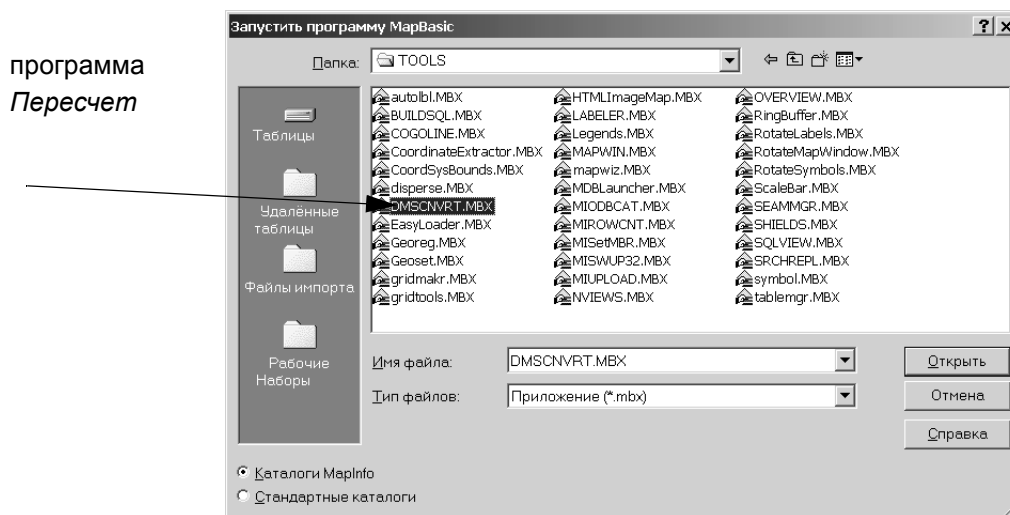 программа
Пересчет
Запустить программу MapBasic
Папка: TOOLS
Таблицы
Удалённые
таблицы
Файлы импорта
Рабочие
Наборы
autolbl.MBX
BUILDSQL.MBX
COGOLINE.MBX
CoordinateExtractor.MBX
CoordSysBounds.MBX
disperse.MBX
DMSCNVRT.MBX
EasyLoader.MBX
Georeg.MBX
Geoset.MBX
gridmakr.MBX
gridtools.MBX
HTMLImageMap.MBX
LABELER.MBX
Legends.MBX
MAPWIN.MBX
mapwiz.MBX
MDBLauncher.MBX
MIODBCAT.MBX
MIROWCNT.MBX
MISetMBR.MBX
MISWUP32.MBX
MIUPLOAD.MBX
NVIEWS.MBX
OVERVIEW.MBX
RingBuffer.MBX
RotateLabels.MBX
RotateMapWindow.MBX
RotateSymbols.MBX
ScaleBar.MBX
SEAMMGR.MBX
SHIELDS.MBX
SQLVIEW.MBX
SRCHREPL.MBX
symbol.MBX
tablemgr.MBX
Имя файла: DMSCNVRT.MBX
Открыть
Тип файлов: Приложение (*.mbx)
Отмена
Справка
Каталоги MapInfo
Стандартные каталоги